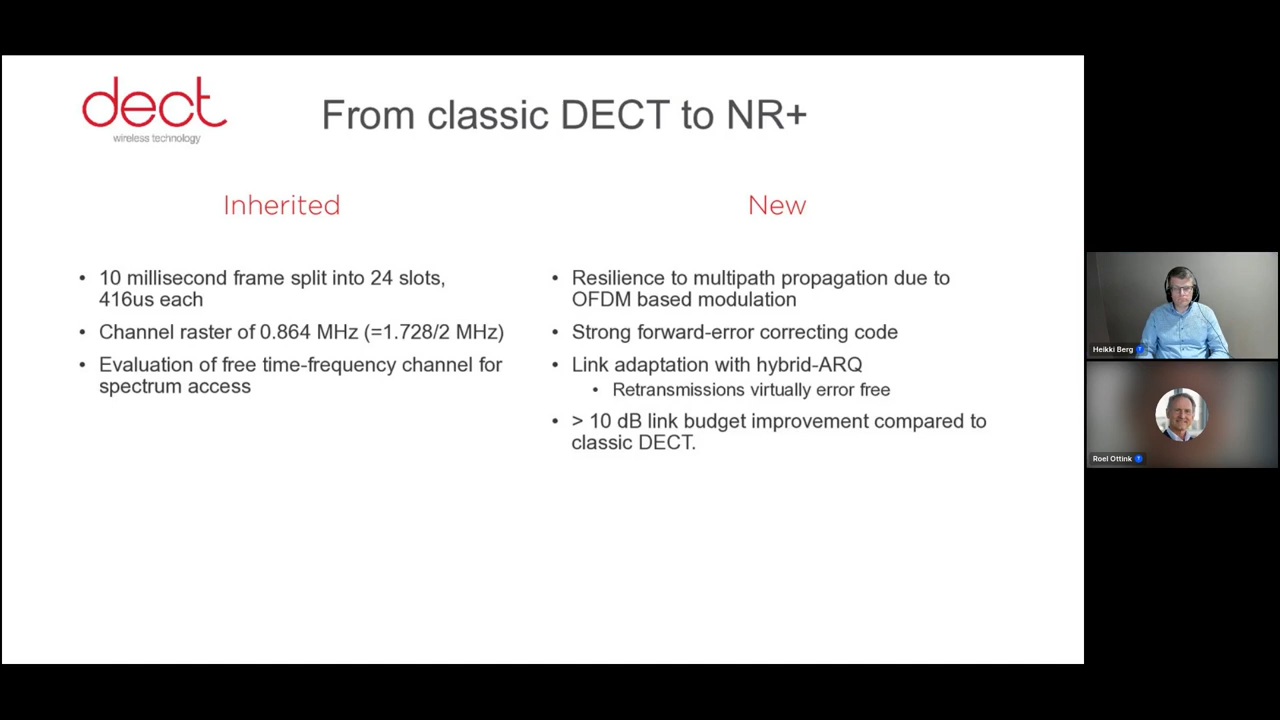 dect
wireless technology
From classic DECT to NR+
Inherited
• 10 millisecond frame split into 24 slots,
416us each
• Channel raster of 0.864 MHz (=1.728/2 MHz)
• Evaluation of free time-frequency channel for
spectrum access
New
• Resilience to multipath propagation due to
OFDM based modulation
• Strong forward-error correcting code
• Link adaptation with hybrid-ARQ
• Retransmissions virtually error free
• > 10 dB link budget improvement compared to
classic DECT.
Heikki Berg
Roel Ottink